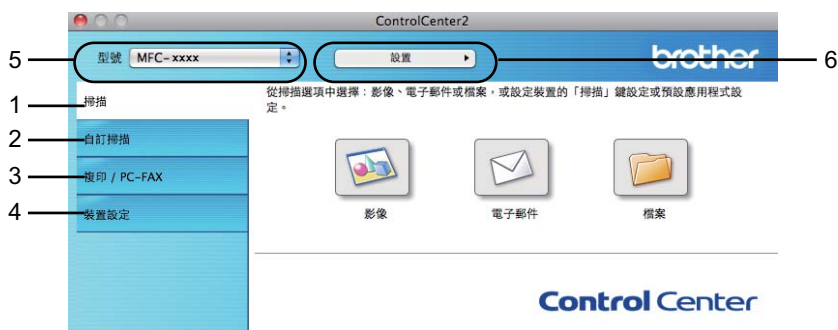 ControlCenter2
5
型號 MFC-xxxx
設置
brother
6
1
掃描
從掃描選項中選擇：影像、電子郵件或檔案，或設定裝置的「掃描」鍵設定或預設應用程式設
定。
2
自訂掃描
3
複印 / PC-FAX
4
裝置設定
影像
電子郵件
檔案
Control Center